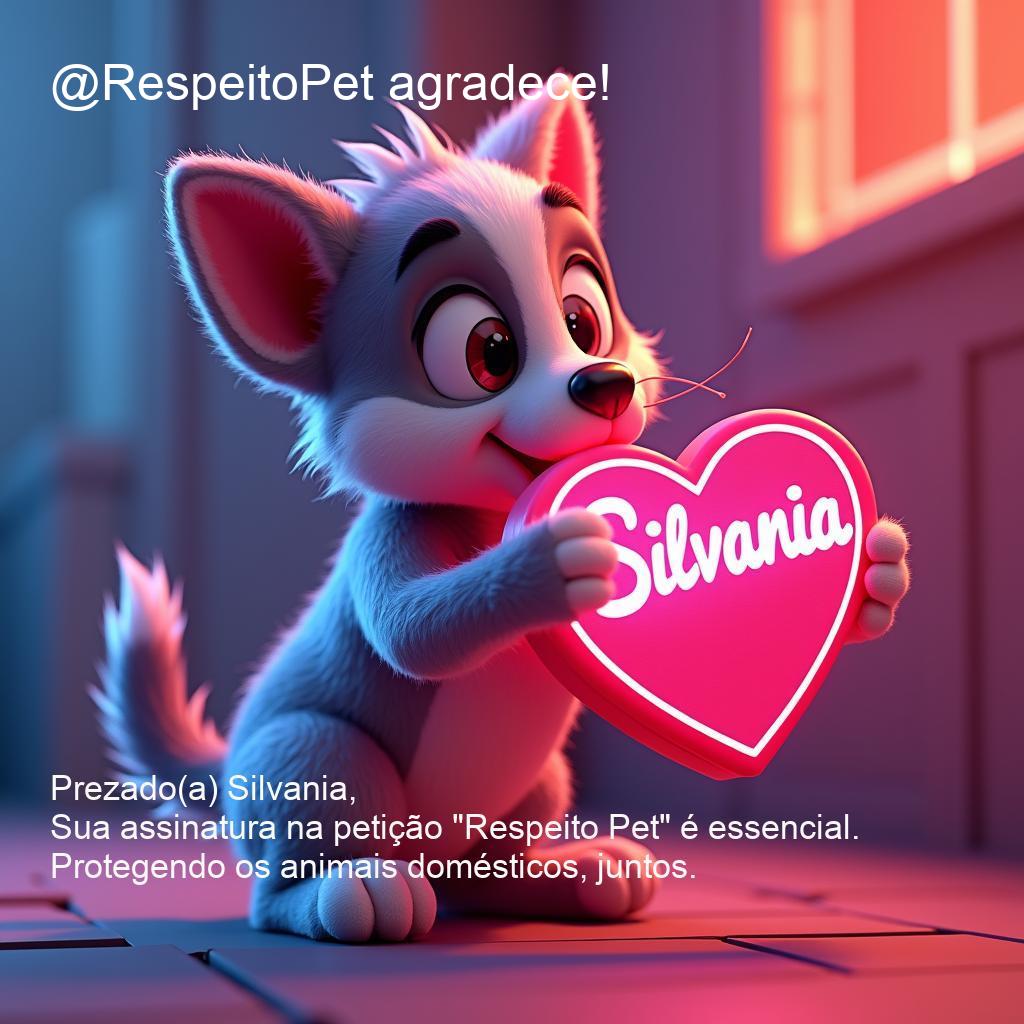 @RespeitoPet agradece!
Silvania
Prezado(a) Silvania,
Sua assinatura na petição "Respeito Pet" é essencial.
Protegendo os animais domésticos, juntos.